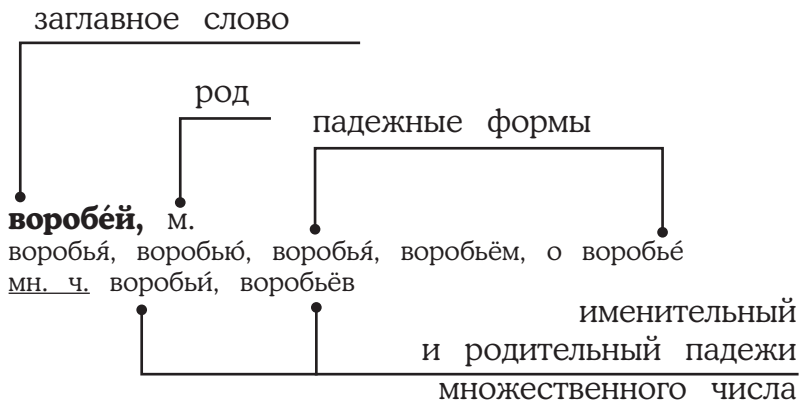 заглавное слово
род
падежные формы
воробе́й, м.
воробья́, воробью́, воробья́, воробьём, о воробье́
мн. ч. воробьи́, воробьёв
именительный
и родительный падежи
множественного числа